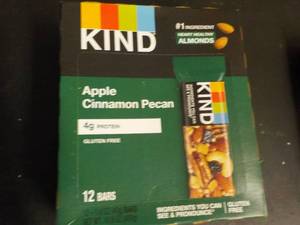 KIND
#1 INGREDIENT
HEART HEALTHY
ALMONDS
Apple
Cinnamon Pecan
4g PROTEIN
GLUTEN FREE
KIND
12 BARS
INGREDIENTS YOU CAN
SEE & PRONOUNCE
GLUTEN
FREE